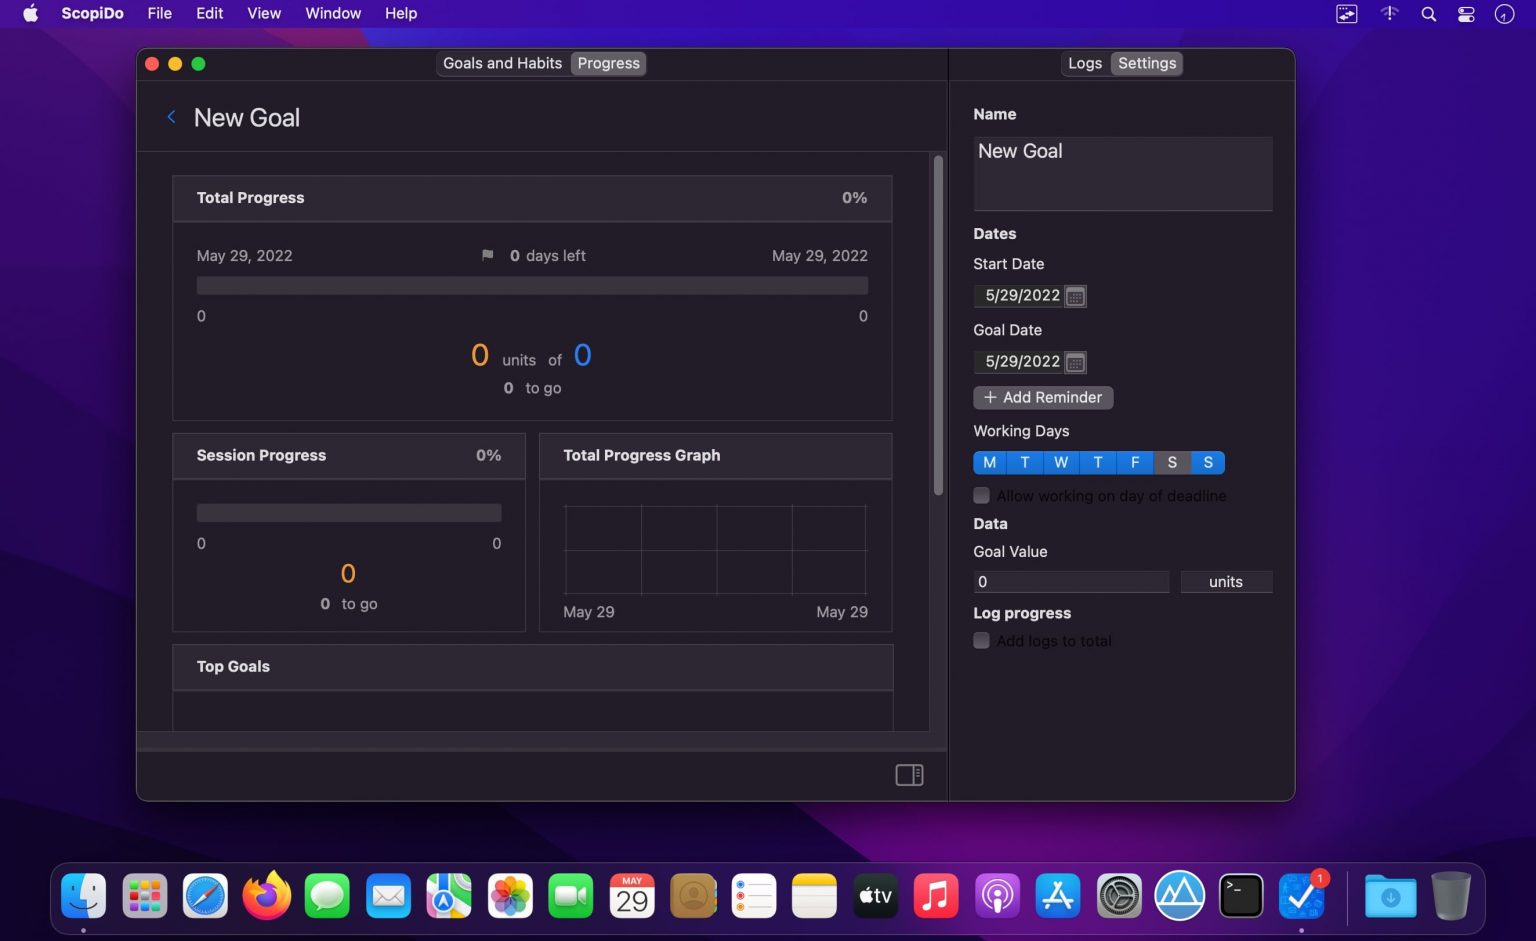 ScopiDo File Edit View Window Help
Goals and Habits Progress
Logs Settings
New Goal
Total Progress 0%
May 29, 2022 0 days left May 29, 2022
0 0
0 units of 0
0 to go
Session Progress 0%
0 0
0
0 to go
Total Progress Graph
May 29 May 29
Top Goals
Name
New Goal
Dates
Start Date
5/29/2022
Goal Date
5/29/2022
+ Add Reminder
Working Days
M T W T F S S
Allow working on day of deadline
Data
Goal Value
0 units
Log progress
Add logs to total
MAY
29
tv
>_
1